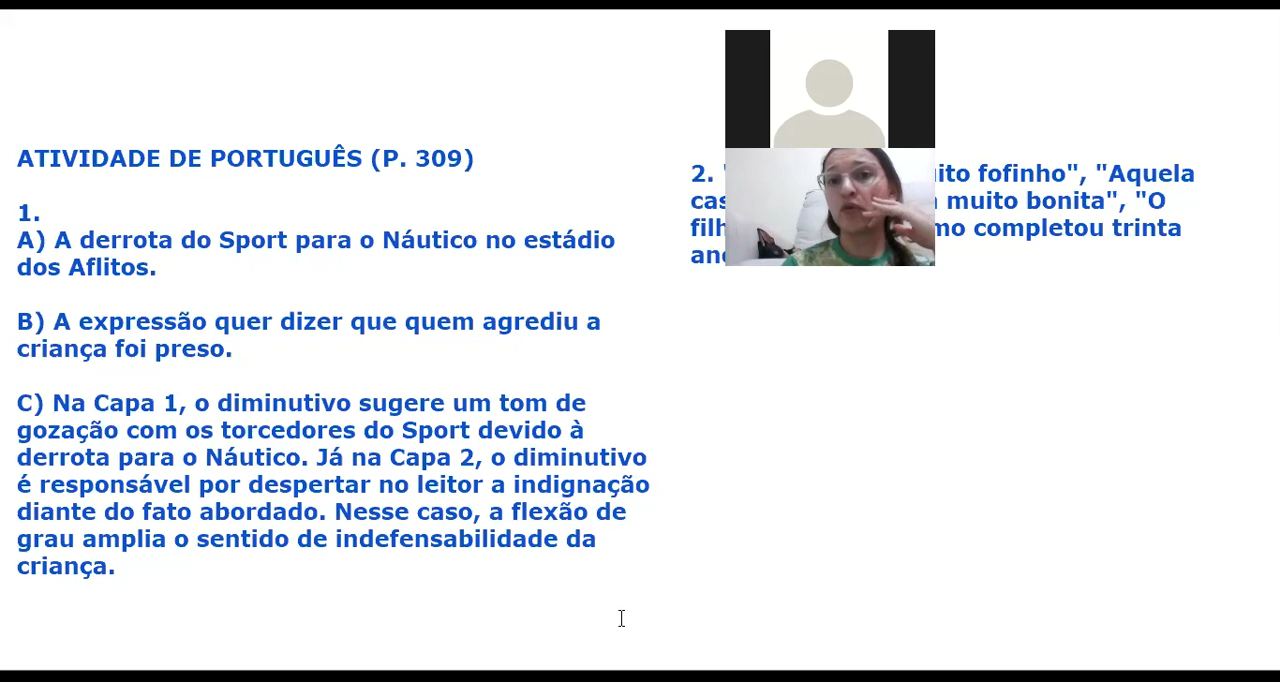 ATIVIDADE DE PORTUGUÊS (P. 309)
1.
A) A derrota do Sport para o Náutico no estádio
dos Aflitos.
B) A expressão quer dizer que quem agrediu a
criança foi preso.
C) Na Capa 1, o diminutivo sugere um tom de
gozação com os torcedores do Sport devido à
derrota para o Náutico. Já na Capa 2, o diminutivo
é responsável por despertar no leitor a indignação
diante do fato abordado. Nesse caso, a flexão de
grau amplia o sentido de indefensabilidade da
criança.
2. fofinho", "Aquela
muito bonita", "O
completou trinta